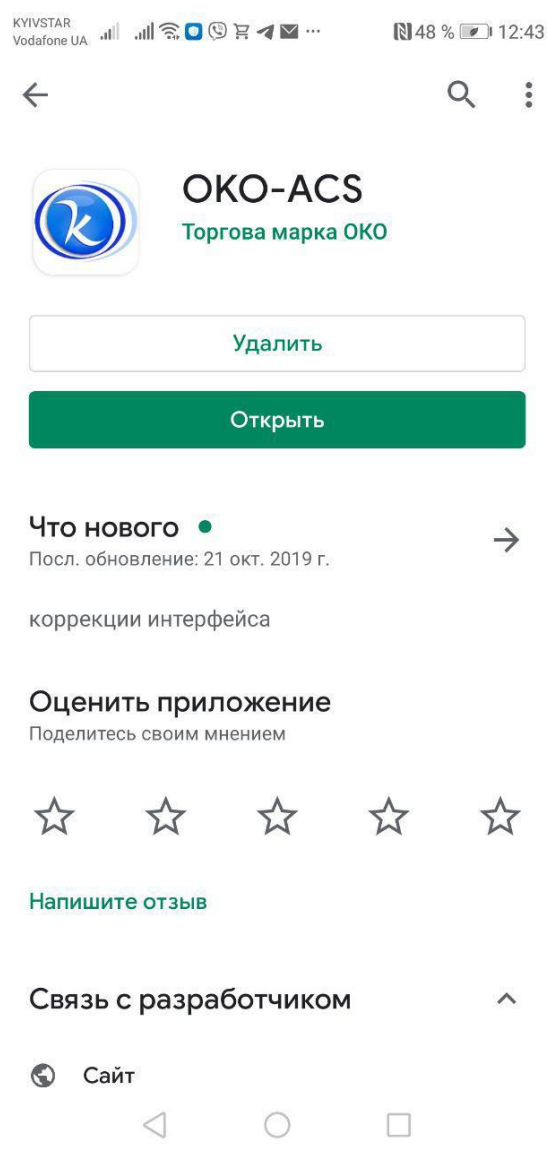 KYIVSTAR
Vodafone UA
48 % 12:43
OKO-ACS
Торгова марка ОКО
Удалить
Открыть
Что нового
Посл. обновление: 21 окт. 2019 г.
коррекции интерфейса
Оценить приложение
Поделитесь своим мнением
Напишите отзыв
Связь с разработчиком
Сайт